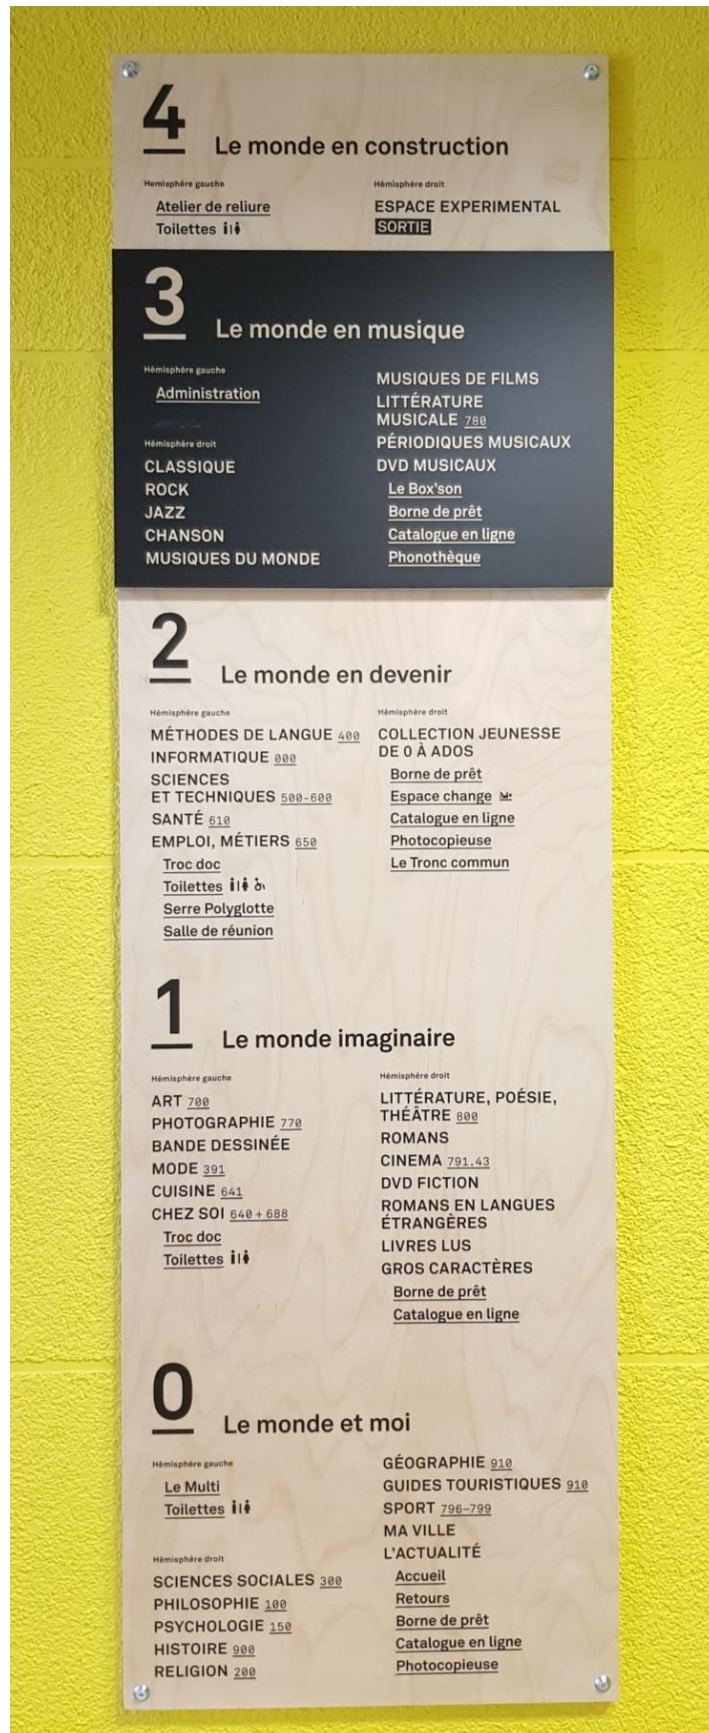 4
Le monde en construction
Hemisphère gauche
Atelier de reliure
Toilettes
Hémisphère droit
ESPACE EXPERIMENTAL
SORTIE
3
Le monde en musique
Hémisphère gauche
Administration
Hémisphère droit
CLASSIQUE
ROCK
JAZZ
CHANSON
MUSIQUES DU MONDE
MUSIQUES DE FILMS
LITTÉRATURE
MUSICALE 780
PÉRIODIQUES MUSICAUX
DVD MUSICAUX
Le Box'son
Borne de prêt
Catalogue en ligne
Phonothèque
2
Le monde en devenir
Hémisphère gauche
MÉTHODES DE LANGUE 400
INFORMATIQUE 000
SCIENCES
ET TECHNIQUES 500-600
SANTÉ 610
EMPLOI, MÉTIERS 650
Troc doc
Toilettes
Serre Polyglotte
Salle de réunion
Hémisphère droit
COLLECTION JEUNESSE
DE 0 À ADOS
Borne de prêt
Espace change
Catalogue en ligne
Photocopieuse
Le Tronc commun
1
Le monde imaginaire
Hémisphère gauche
ART 700
PHOTOGRAPHIE 770
BANDE DESSINÉE
MODE 391
CUISINE 641
CHEZ SOI 640 + 688
Troc doc
Toilettes
Hémisphère droit
LITTÉRATURE, POÉSIE,
THÉÂTRE 800
ROMANS
CINEMA 791.43
DVD FICTION
ROMANS EN LANGUES
ÉTRANGÈRES
LIVRES LUS
GROS CARACTÈRES
Borne de prêt
Catalogue en ligne
0
Le monde et moi
Hémisphère gauche
Le Multi
Toilettes
Hémisphère droit
SCIENCES SOCIALES 300
PHILOSOPHIE 100
PSYCHOLOGIE 150
HISTOIRE 900
RELIGION 200
GÉOGRAPHIE 910
GUIDES TOURISTIQUES 910
SPORT 796-799
MA VILLE
L'ACTUALITÉ
Accueil
Retours
Borne de prêt
Catalogue en ligne
Photocopieuse